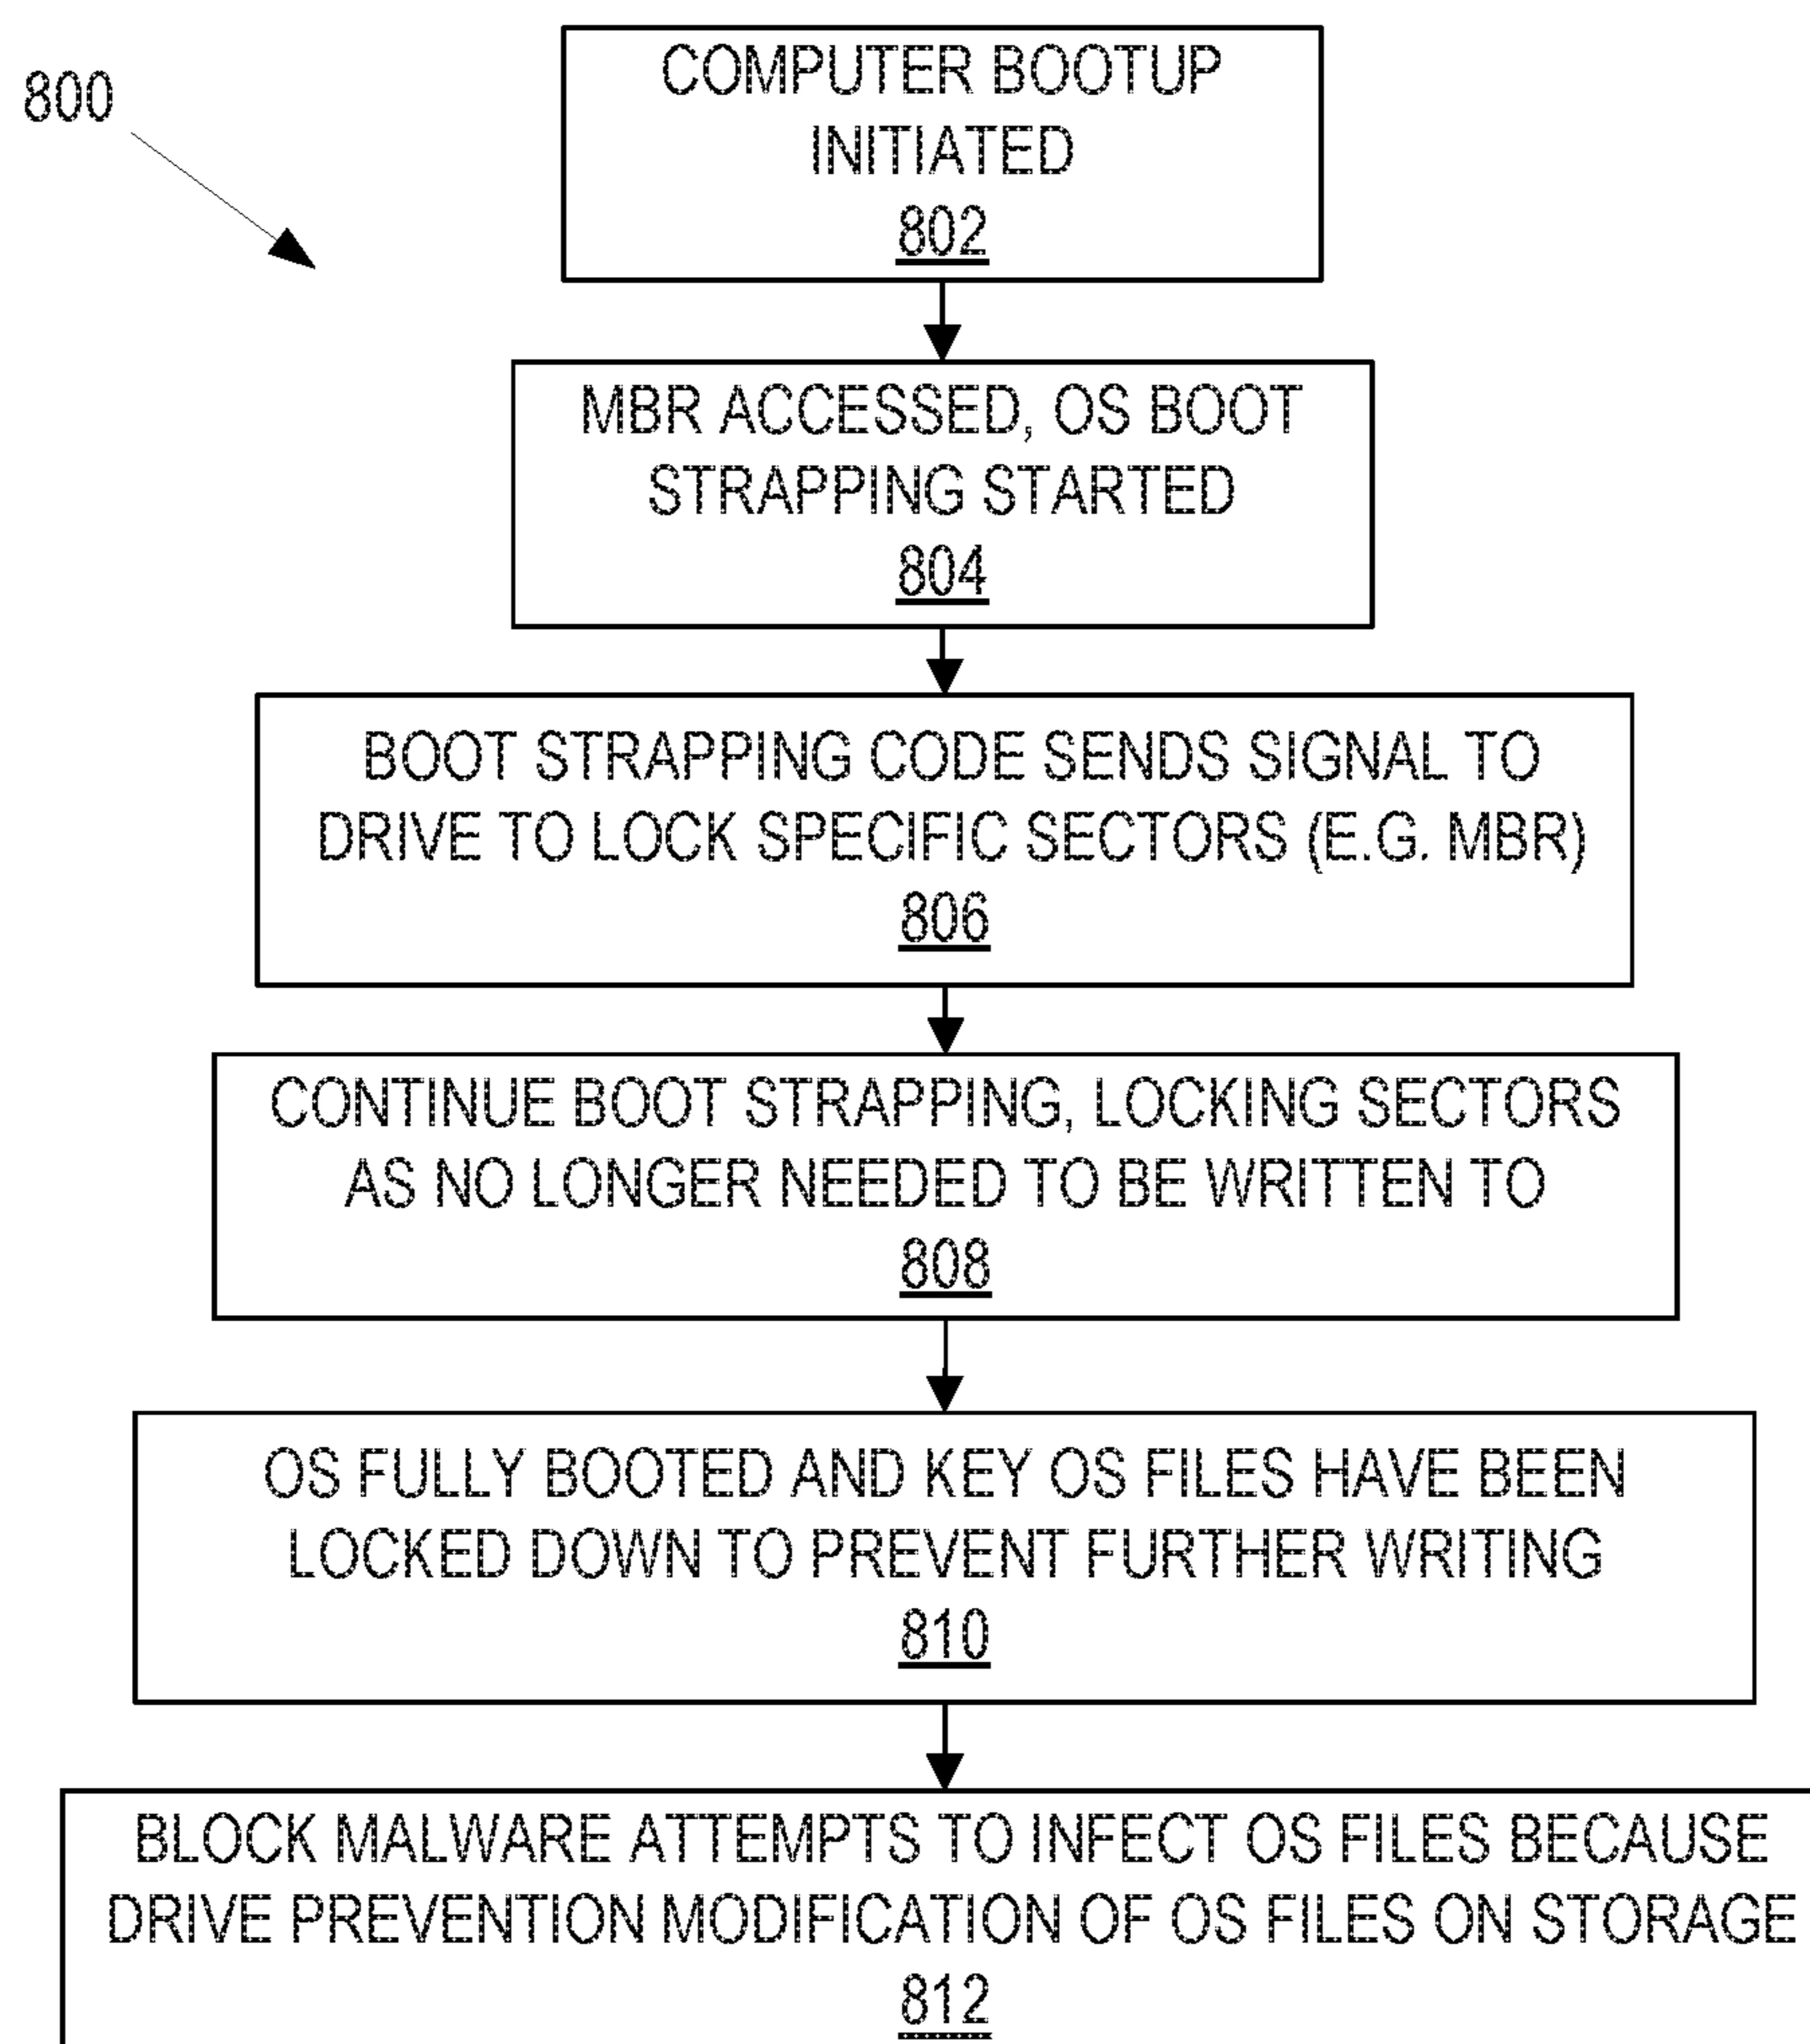 800
COMPUTER BOOTUP
INITIATED
802
MBR ACCESSED, OS BOOT
STRAPPING STARTED
804
BOOT STRAPPING CODE SENDS SIGNAL TO
DRIVE TO LOCK SPECIFIC SECTORS (E.G. MBR)
806
CONTINUE BOOT STRAPPING, LOCKING SECTORS
AS NO LONGER NEEDED TO BE WRITTEN TO
808
OS FULLY BOOTED AND KEY OS FILES HAVE BEEN
LOCKED DOWN TO PREVENT FURTHER WRITING
810
BLOCK MALWARE ATTEMPTS TO INFECT OS FILES BECAUSE
DRIVE PREVENTION MODIFICATION OF OS FILES ON STORAGE
812